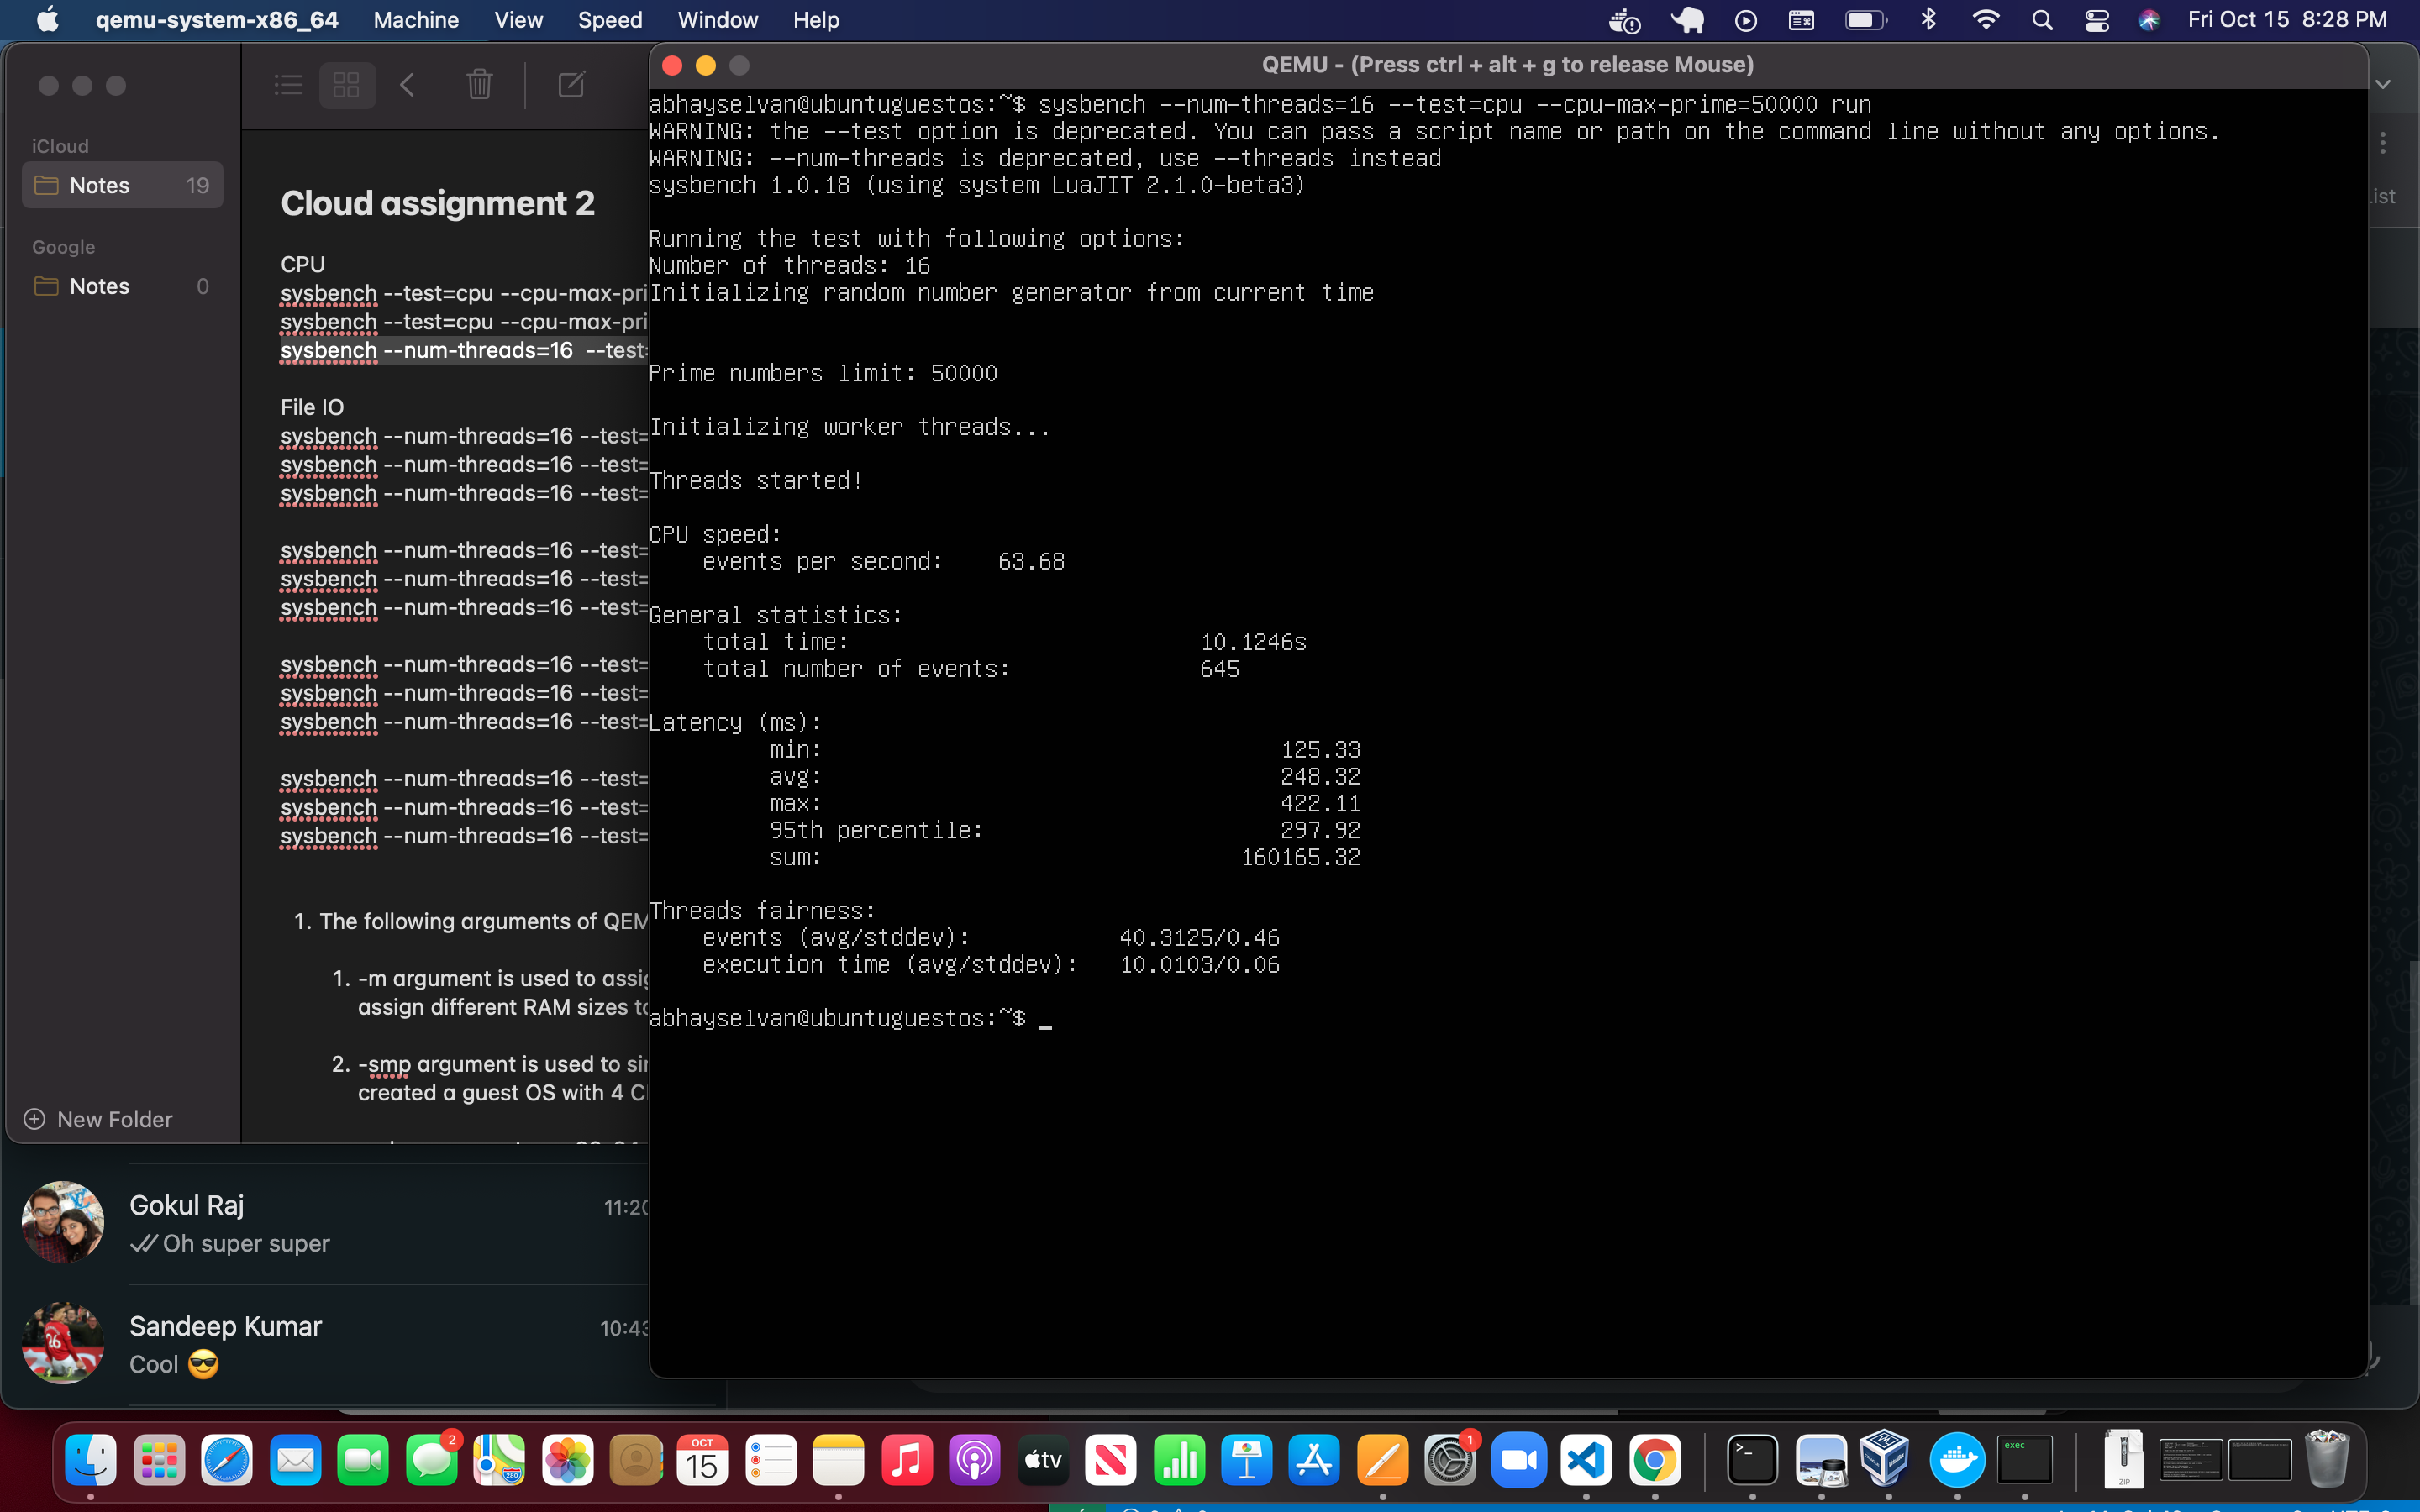 qemu-system-x86_64 Machine View Speed Window Help
Fri Oct 15 8:28 PM
iCloud
Notes 19
Google
Notes 0
New Folder
Cloud assignment 2
CPU
sysbench --test=cpu --cpu-max-pri
sysbench --test=cpu --cpu-max-pri
sysbench --num-threads=16 --test=
File IO
sysbench --num-threads=16 --test=
sysbench --num-threads=16 --test=
sysbench --num-threads=16 --test=
sysbench --num-threads=16 --test=
sysbench --num-threads=16 --test=
sysbench --num-threads=16 --test=
sysbench --num-threads=16 --test=
sysbench --num-threads=16 --test=
sysbench --num-threads=16 --test=
sysbench --num-threads=16 --test=
sysbench --num-threads=16 --test=
sysbench --num-threads=16 --test=
1. The following arguments of QEM
1. -m argument is used to assig
assign different RAM sizes to
2. -smp argument is used to sim
created a guest OS with 4 C
Gokul Raj 11:20
Oh super super
Sandeep Kumar 10:43
Cool 😎
QEMU - (Press ctrl + alt + g to release Mouse)
abhayselvan@ubuntuguestos:~$ sysbench --num-threads=16 --test=cpu --cpu-max-prime=50000 run
WARNING: the --test option is deprecated. You can pass a script name or path on the command line without any options.
WARNING: --num-threads is deprecated, use --threads instead
sysbench 1.0.18 (using system LuaJIT 2.1.0-beta3)
Running the test with following options:
Number of threads: 16
Initializing random number generator from current time
Prime numbers limit: 50000
Initializing worker threads...
Threads started!
CPU speed:
events per second: 63.68
General statistics:
total time: 10.1246s
total number of events: 645
Latency (ms):
min: 125.33
avg: 248.32
max: 422.11
95th percentile: 297.92
sum: 160165.32
Threads fairness:
events (avg/stddev): 40.3125/0.46
execution time (avg/stddev): 10.0103/0.06
abhayselvan@ubuntuguestos:~$ _
ist
2
280
OCT
15
tv
1
>_
exec
ZIP